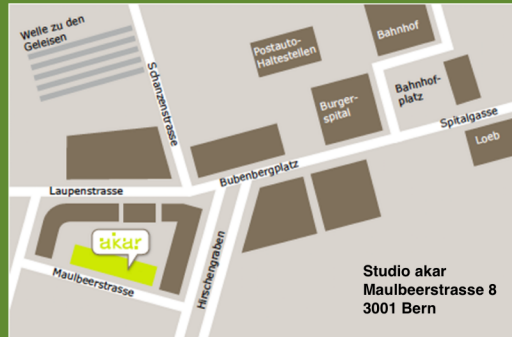 Welle zu den
Geleisen
Schanzenstrasse
Postauto-
Haltestellen
Bahnhof
Burger-
spital
Bahnhof-
platz
Spitalgasse
Loeb
Bubenbergplatz
Laupenstrasse
akar
Maulbeerstrasse
Hirschengraben
Studio akar
Maulbeerstrasse 8
3001 Bern